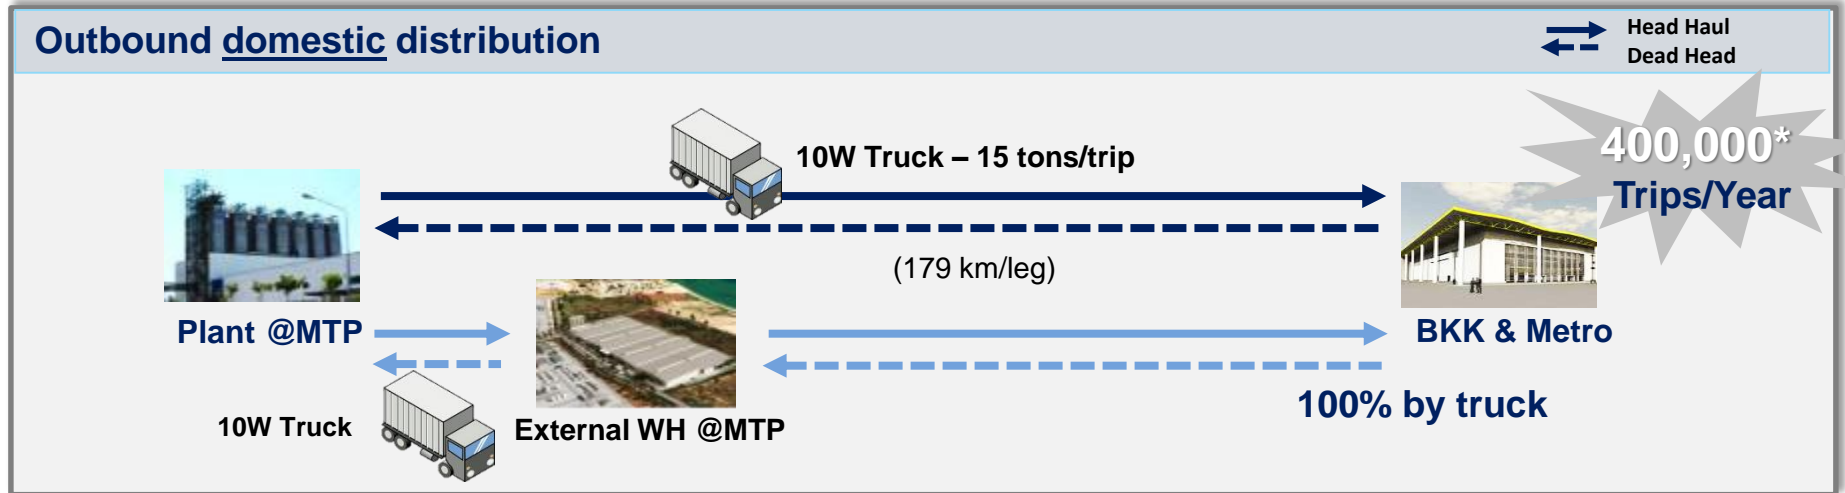 Outbound domestic distribution
Head Haul
Dead Head
400,000*
Trips/Year
10W Truck – 15 tons/trip
(179 km/leg)
Plant @MTP
BKK & Metro
100% by truck
10W Truck
External WH @MTP